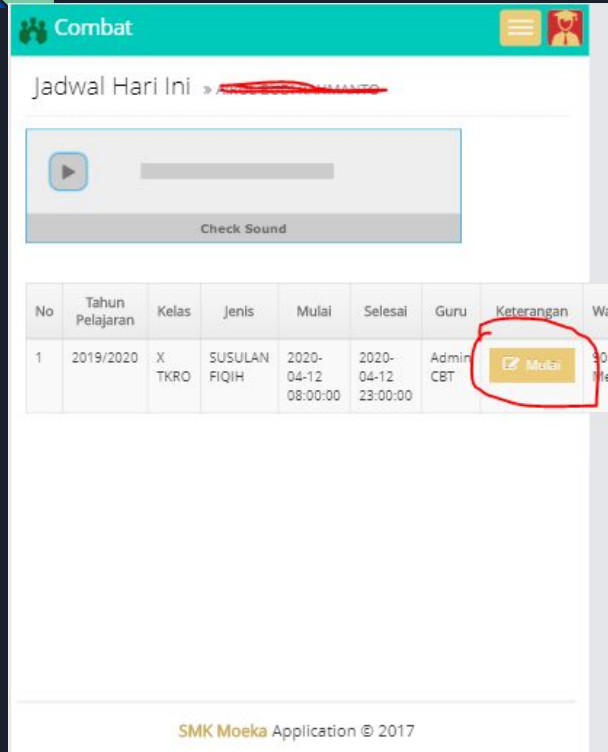 Combat
Jadwal Hari Ini »
Check Sound
No Tahun Pelajaran Kelas Jenis Mulai Selesai Guru Keterangan
1 2019/2020 X TKRO SUSULAN FIQIH 2020-04-12 08:00:00 2020-04-12 23:00:00 Admin CBT Mulai
SMK Moeka Application © 2017